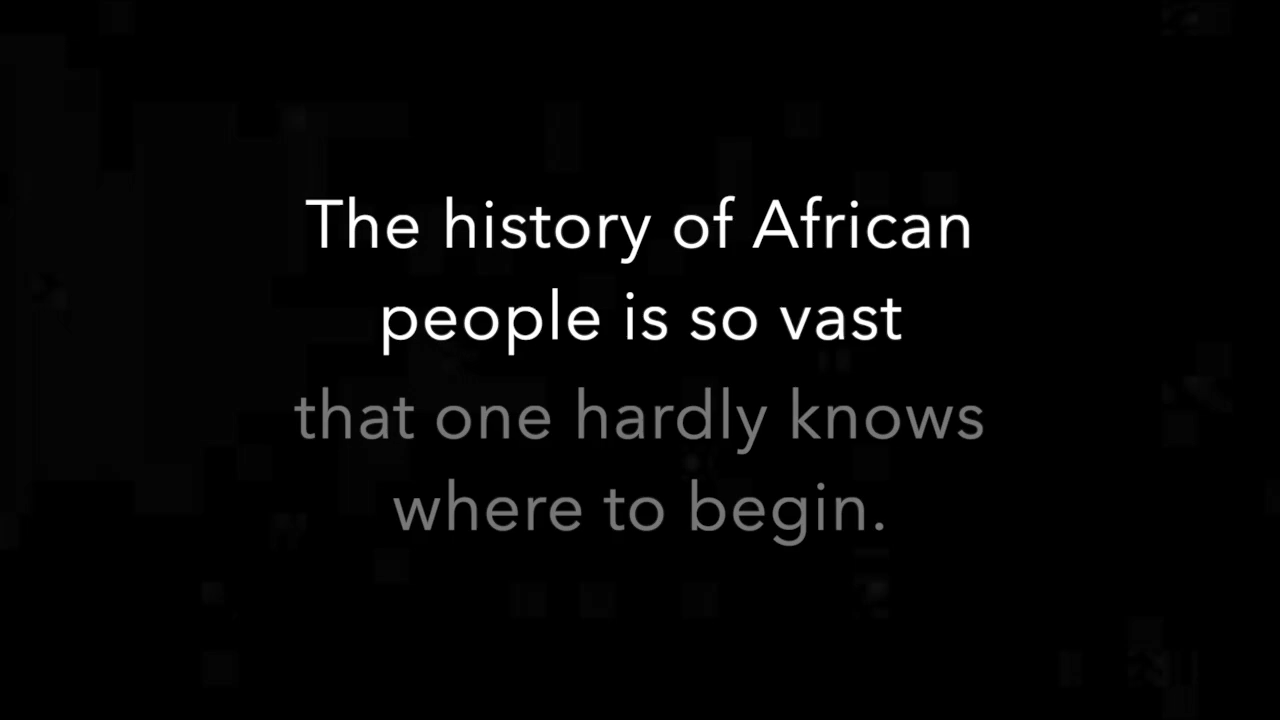 The history of African
people is so vast
that one hardly knows
where to begin.